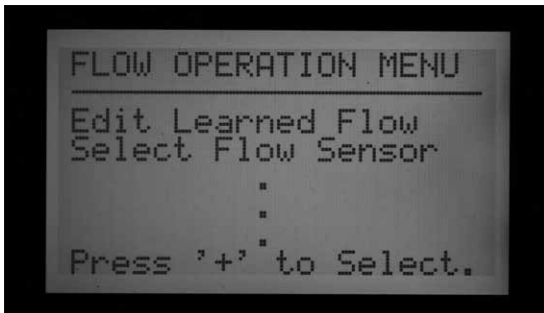 FLOW OPERATION MENU
Edit Learned Flow
Select Flow Sensor
.
.
.
Press '+' to Select.